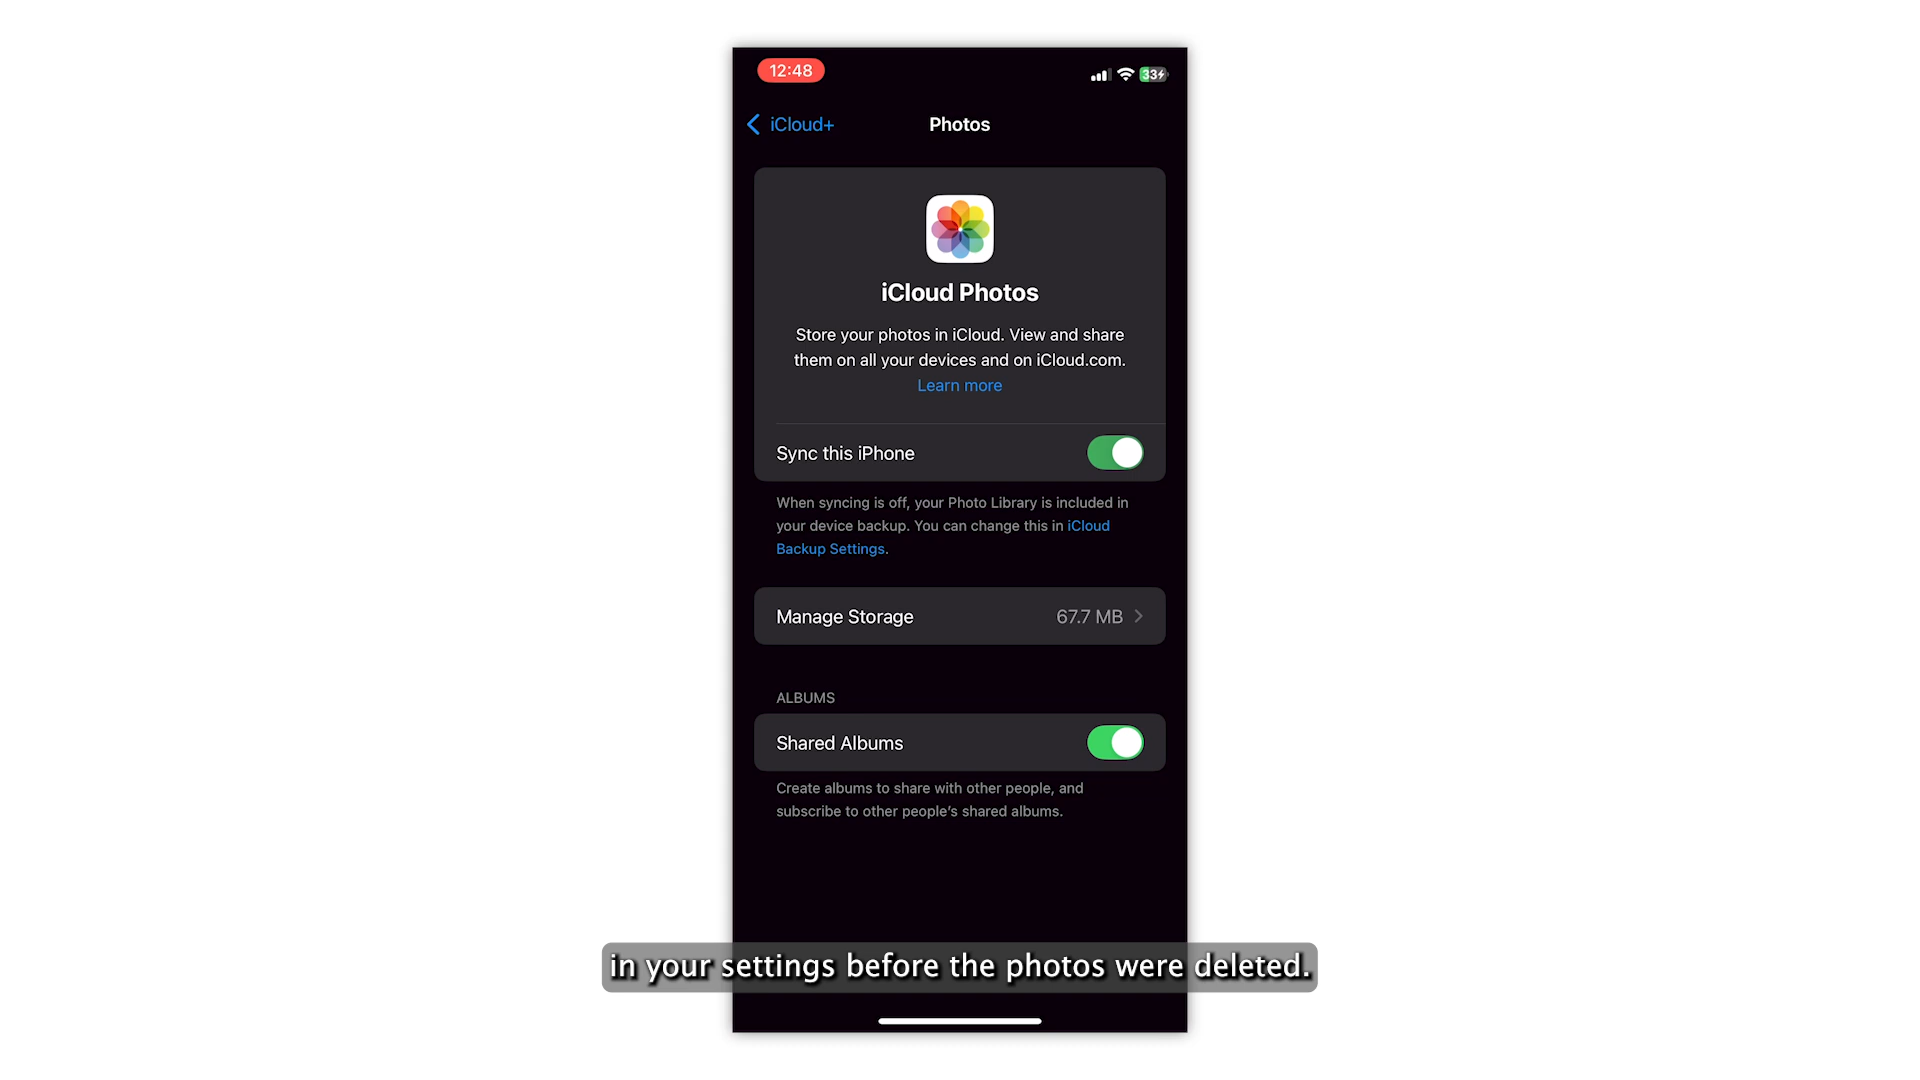 12:48
33
iCloud+
Photos
iCloud Photos
Store your photos in iCloud. View and share
them on all your devices and on iCloud.com.
Learn more
Sync this iPhone
When syncing is off, your Photo Library is included in
your device backup. You can change this in iCloud
Backup Settings.
Manage Storage 67.7 MB
ALBUMS
Shared Albums
Create albums to share with other people, and
subscribe to other people's shared albums.
in your settings before the photos were deleted.